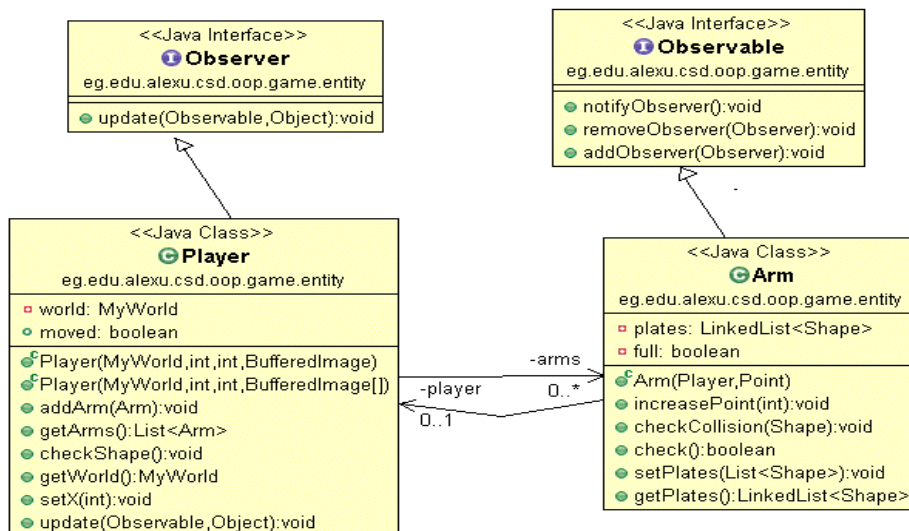 <<Java Interface>>
Observer
eg.edu.alexu.csd.oop.game.entity
update(Observable,Object):void
<<Java Interface>>
Observable
eg.edu.alexu.csd.oop.game.entity
notifyObserver():void
removeObserver(Observer):void
addObserver(Observer):void
<<Java Class>>
Player
eg.edu.alexu.csd.oop.game.entity
world: MyWorld
moved: boolean
Player(MyWorld,int,int,BufferedImage)
Player(MyWorld,int,int,BufferedImage[])
addArm(Arm):void
getArms():List<Arm>
checkShape():void
getWorld():MyWorld
setX(int):void
update(Observable,Object):void
-arms
0..*
-player
0..1
<<Java Class>>
Arm
eg.edu.alexu.csd.oop.game.entity
plates: LinkedList<Shape>
full: boolean
Arm(Player,Point)
increasePoint(int):void
checkCollision(Shape):void
check():boolean
setPlates(List<Shape>):void
getPlates():LinkedList<Shape>